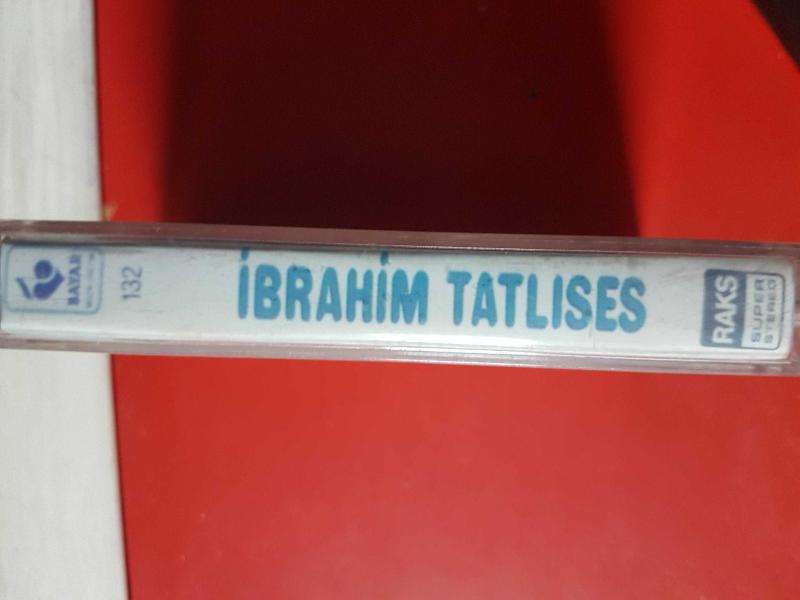 BAYAR
132
İBRAHİM TATLISES
RAKS
SUPER
STEREO